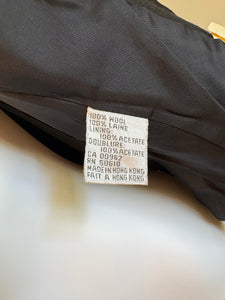 100% WOOL
100% LAINE
LINING:
100% ACETATE
DOUBLURE:
100% ACETATE
CA 00362
RN 50610
MADE IN HONG KONG
FAIT A HONG KONG